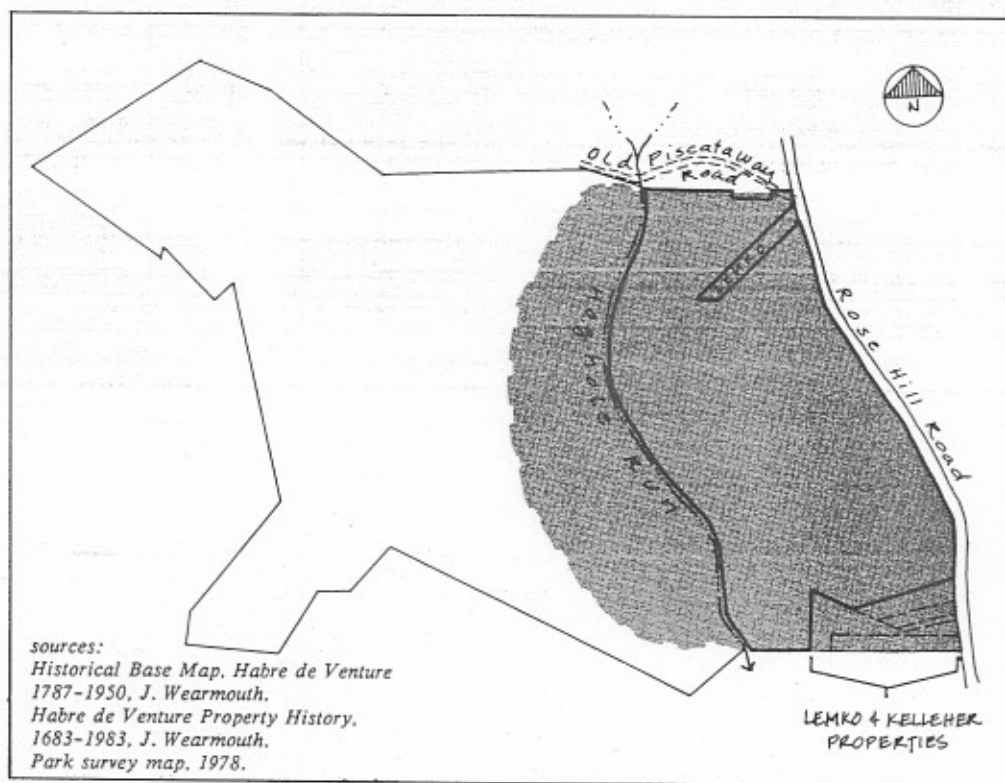 N
Old Piscataway
Road
LEMKO
Hoghole Run
Rose Hill Road
sources:
Historical Base Map, Habre de Venture
1787-1950, J. Wearmouth.
Habre de Venture Property History,
1683-1983, J. Wearmouth.
Park survey map, 1978.
LEMKO & KELLEHER
PROPERTIES